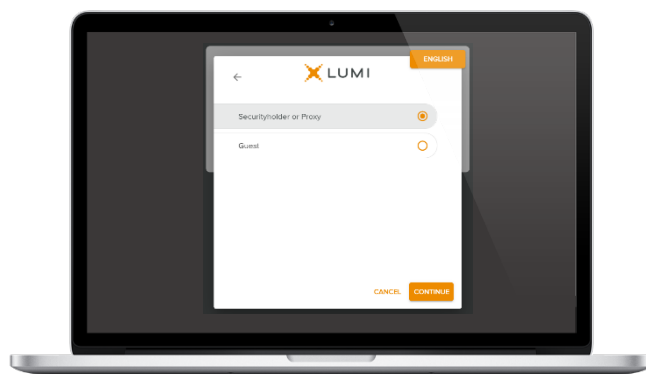 ENGLISH
LUMI
Securityholder or Proxy
Guest
CANCEL
CONTINUE